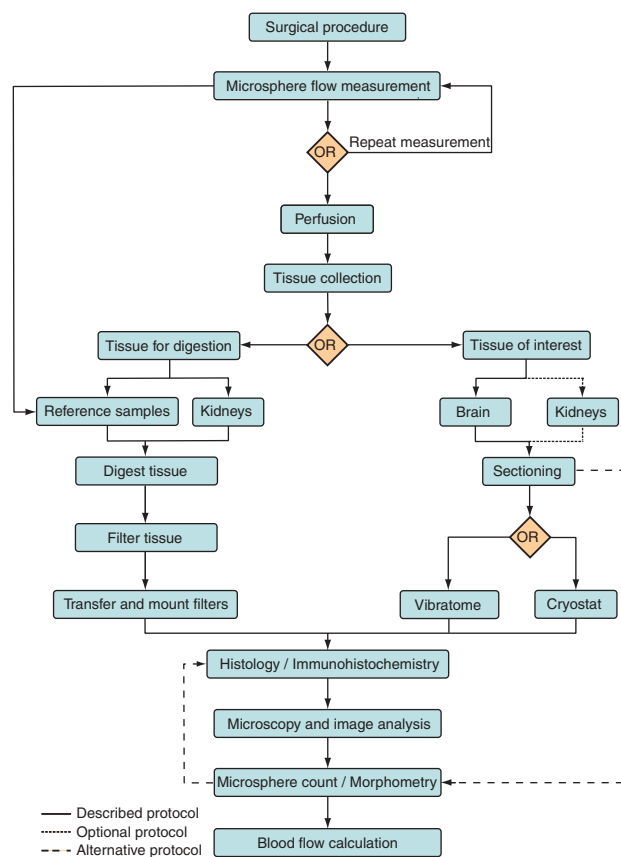 Surgical procedure
Microsphere flow measurement
OR
Repeat measurement
Perfusion
Tissue collection
Tissue for digestion
OR
Tissue of interest
Reference samples
Kidneys
Brain
Kidneys
Digest tissue
Sectioning
Filter tissue
OR
Transfer and mount filters
Vibratome
Cryostat
Histology / Immunohistochemistry
Microscopy and image analysis
Microsphere count / Morphometry
Blood flow calculation
Described protocol
Optional protocol
Alternative protocol